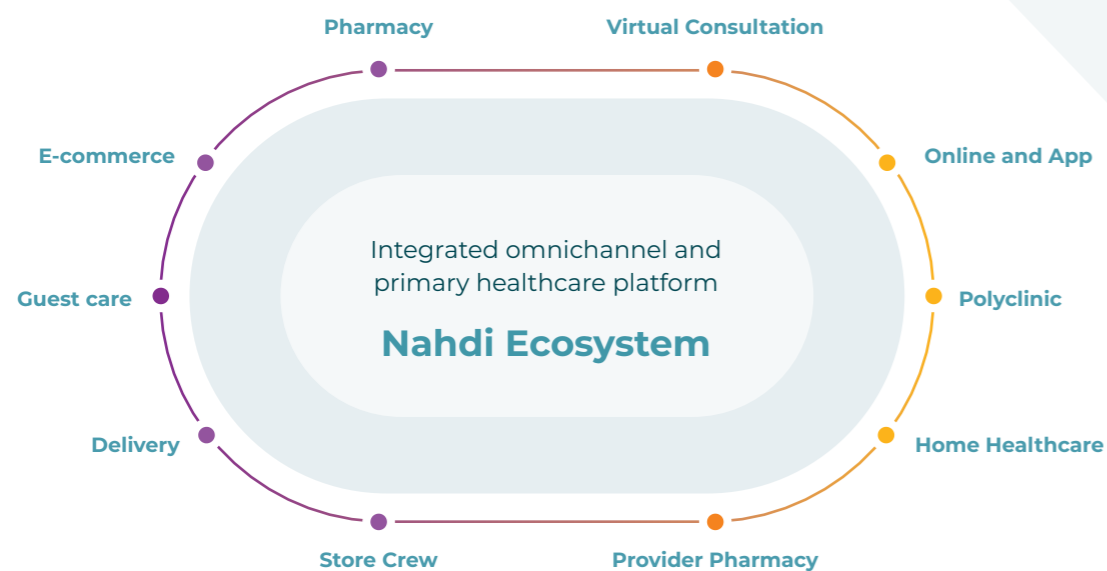 Pharmacy
Virtual Consultation
E-commerce
Online and App
Integrated omnichannel and
primary healthcare platform
Nahdi Ecosystem
Guest care
Polyclinic
Delivery
Home Healthcare
Store Crew
Provider Pharmacy